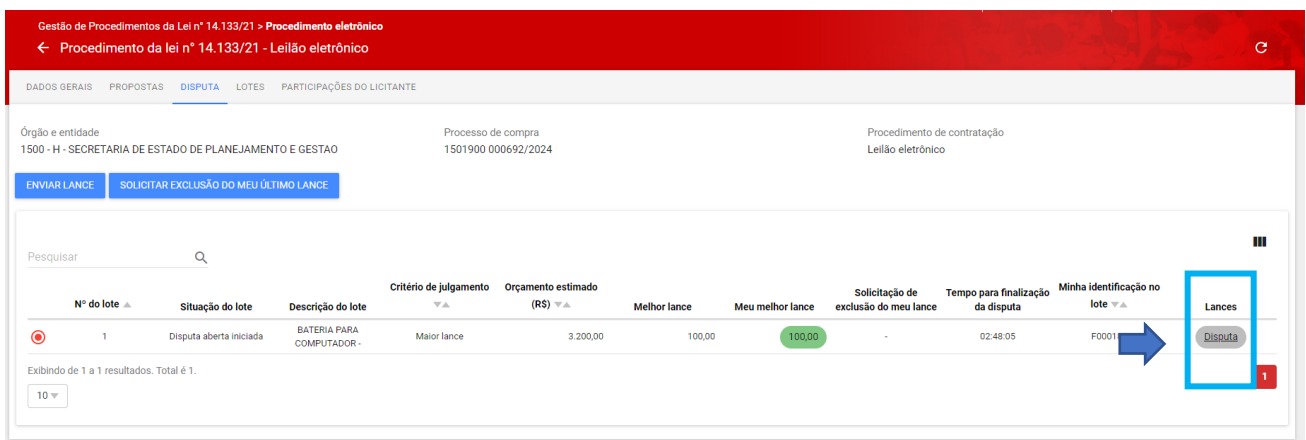 Gestão de Procedimentos da Lei n° 14.133/21 > Procedimento eletrônico
Procedimento da lei n° 14.133/21 - Leilão eletrônico
DADOS GERAIS PROPOSTAS DISPUTA LOTES PARTICIPAÇÕES DO LICITANTE
Órgão e entidade Processo de compra Procedimento de contratação
1500 - H - SECRETARIA DE ESTADO DE PLANEJAMENTO E GESTAO 1501900 000692/2024 Leilão eletrônico
ENVIAR LANCE SOLICITAR EXCLUSÃO DO MEU ÚLTIMO LANCE
Pesquisar
Nº do lote Situação do lote Descrição do lote Critério de julgamento Orçamento estimado (R$) Melhor lance Meu melhor lance Solicitação de exclusão do meu lance Tempo para finalização da disputa Minha identificação no lote Lances
1 Disputa aberta iniciada BATERIA PARA COMPUTADOR - Maior lance 3.200,00 100,00 100,00 - 02:48:05 Disputa
Exibindo de 1 a 1 resultados. Total é 1.
10 1